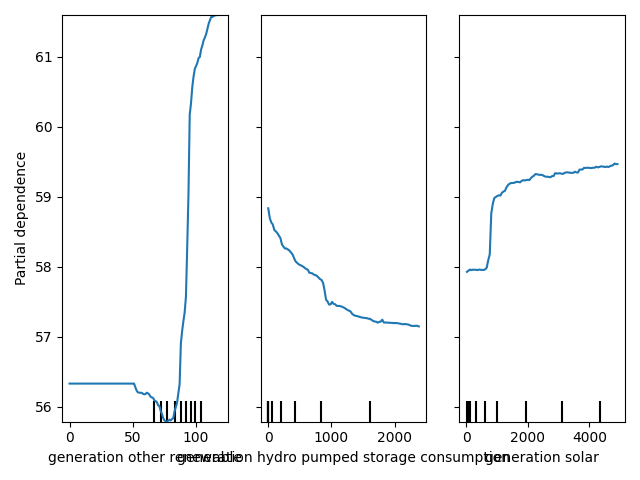 Partial dependence
61
60
59
58
57
56
0 50 100
0 1000 2000
0 2000 4000
generation other renewable
generation hydro pumped storage consumption
generation solar